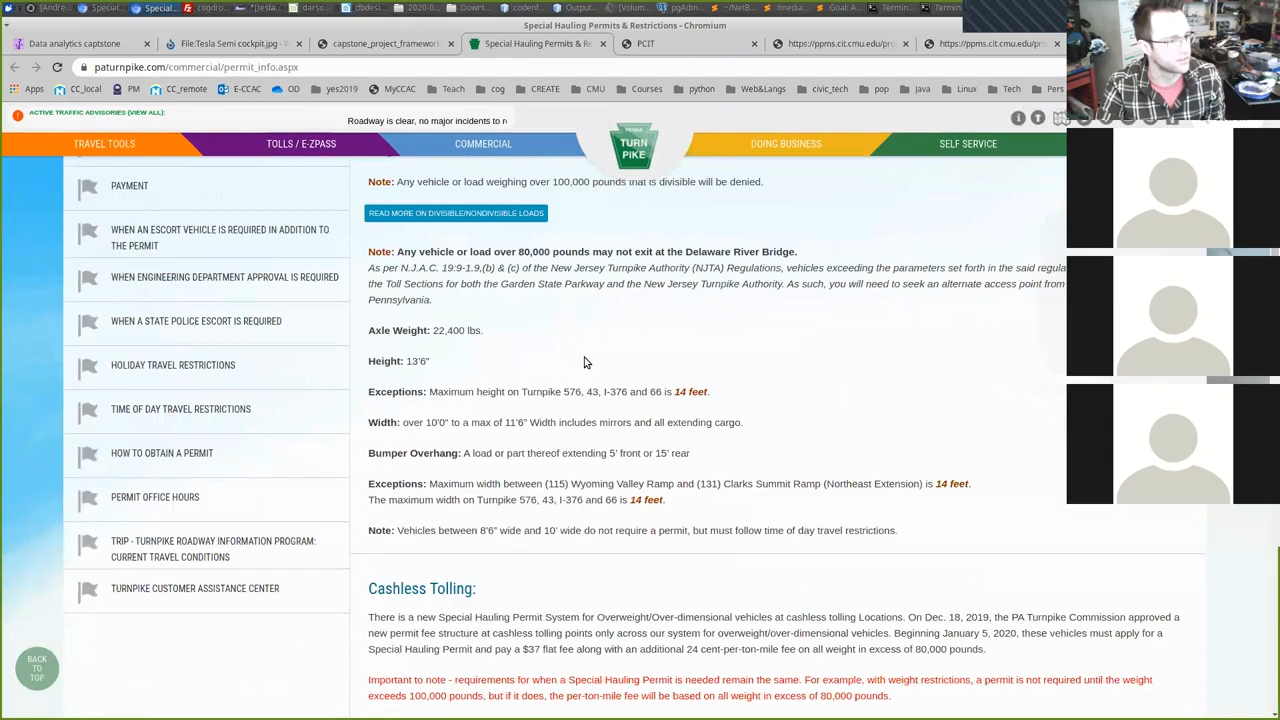 Special Hauling Permits & Restrictions - Chromium
Data analytics capstone
File:Tesla Semi cockpit.jpg - W
capstone_project_framework
Special Hauling Permits & Re
PCIT
https://ppms.cit.cmu.edu/pro
https://ppms.cit.cmu.edu/pro
paturnpike.com/commercial/permit_info.aspx
Apps CC_local PM CC_remote E-CCAC OD yes2019 MyCCAC Teach cog CREATE CMU Courses python Web&Langs civic_tech pop Java Linux Tech Pers
ACTIVE TRAFFIC ADVISORIES (VIEW ALL):
Roadway is clear, no major incidents to r
TRAVEL TOOLS
TOLLS / E-ZPASS
COMMERCIAL
PENNA
TURN
PIKE
DOING BUSINESS
SELF SERVICE
PAYMENT
WHEN AN ESCORT VEHICLE IS REQUIRED IN ADDITION TO
THE PERMIT
WHEN ENGINEERING DEPARTMENT APPROVAL IS REQUIRED
WHEN A STATE POLICE ESCORT IS REQUIRED
HOLIDAY TRAVEL RESTRICTIONS
TIME OF DAY TRAVEL RESTRICTIONS
HOW TO OBTAIN A PERMIT
PERMIT OFFICE HOURS
TRIP - TURNPIKE ROADWAY INFORMATION PROGRAM:
CURRENT TRAVEL CONDITIONS
TURNPIKE CUSTOMER ASSISTANCE CENTER
BACK
TO
TOP
Note: Any vehicle or load weighing over 100,000 pounds that is divisible will be denied.
READ MORE ON DIVISIBLE/NONDIVISIBLE LOADS
Note: Any vehicle or load over 80,000 pounds may not exit at the Delaware River Bridge.
As per N.J.A.C. 19:9-1.9,(b) & (c) of the New Jersey Turnpike Authority (NJTA) Regulations, vehicles exceeding the parameters set forth in the said regula
the Toll Sections for both the Garden State Parkway and the New Jersey Turnpike Authority. As such, you will need to seek an alternate access point from
Pennsylvania.
Axle Weight: 22,400 lbs.
Height: 13'6"
Exceptions: Maximum height on Turnpike 576, 43, I-376 and 66 is 14 feet.
Width: over 10'0" to a max of 11'6" Width includes mirrors and all extending cargo.
Bumper Overhang: A load or part thereof extending 5' front or 15' rear
Exceptions: Maximum width between (115) Wyoming Valley Ramp and (131) Clarks Summit Ramp (Northeast Extension) is 14 feet.
The maximum width on Turnpike 576, 43, I-376 and 66 is 14 feet.
Note: Vehicles between 8'6" wide and 10' wide do not require a permit, but must follow time of day travel restrictions.
Cashless Tolling:
There is a new Special Hauling Permit System for Overweight/Over-dimensional vehicles at cashless tolling Locations. On Dec. 18, 2019, the PA Turnpike Commission approved a
new permit fee structure at cashless tolling points only across our system for overweight/over-dimensional vehicles. Beginning January 5, 2020, these vehicles must apply for a
Special Hauling Permit and pay a $37 flat fee along with an additional 24 cent-per-ton-mile fee on all weight in excess of 80,000 pounds.
Important to note - requirements for when a Special Hauling Permit is needed remain the same. For example, with weight restrictions, a permit is not required until the weight
exceeds 100,000 pounds, but if it does, the per-ton-mile fee will be based on all weight in excess of 80,000 pounds.